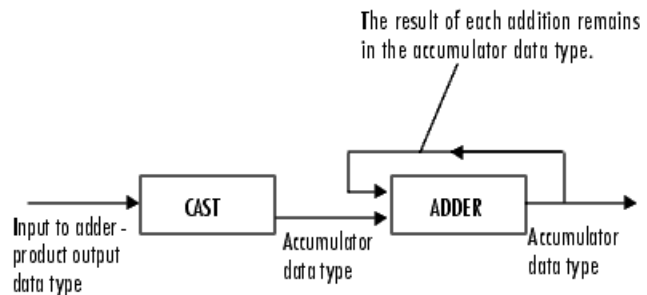 The result of each addition remains
in the accumulator data type.
CAST
ADDER
Input to adder -
product output
data type
Accumulator
data type
Accumulator
data type